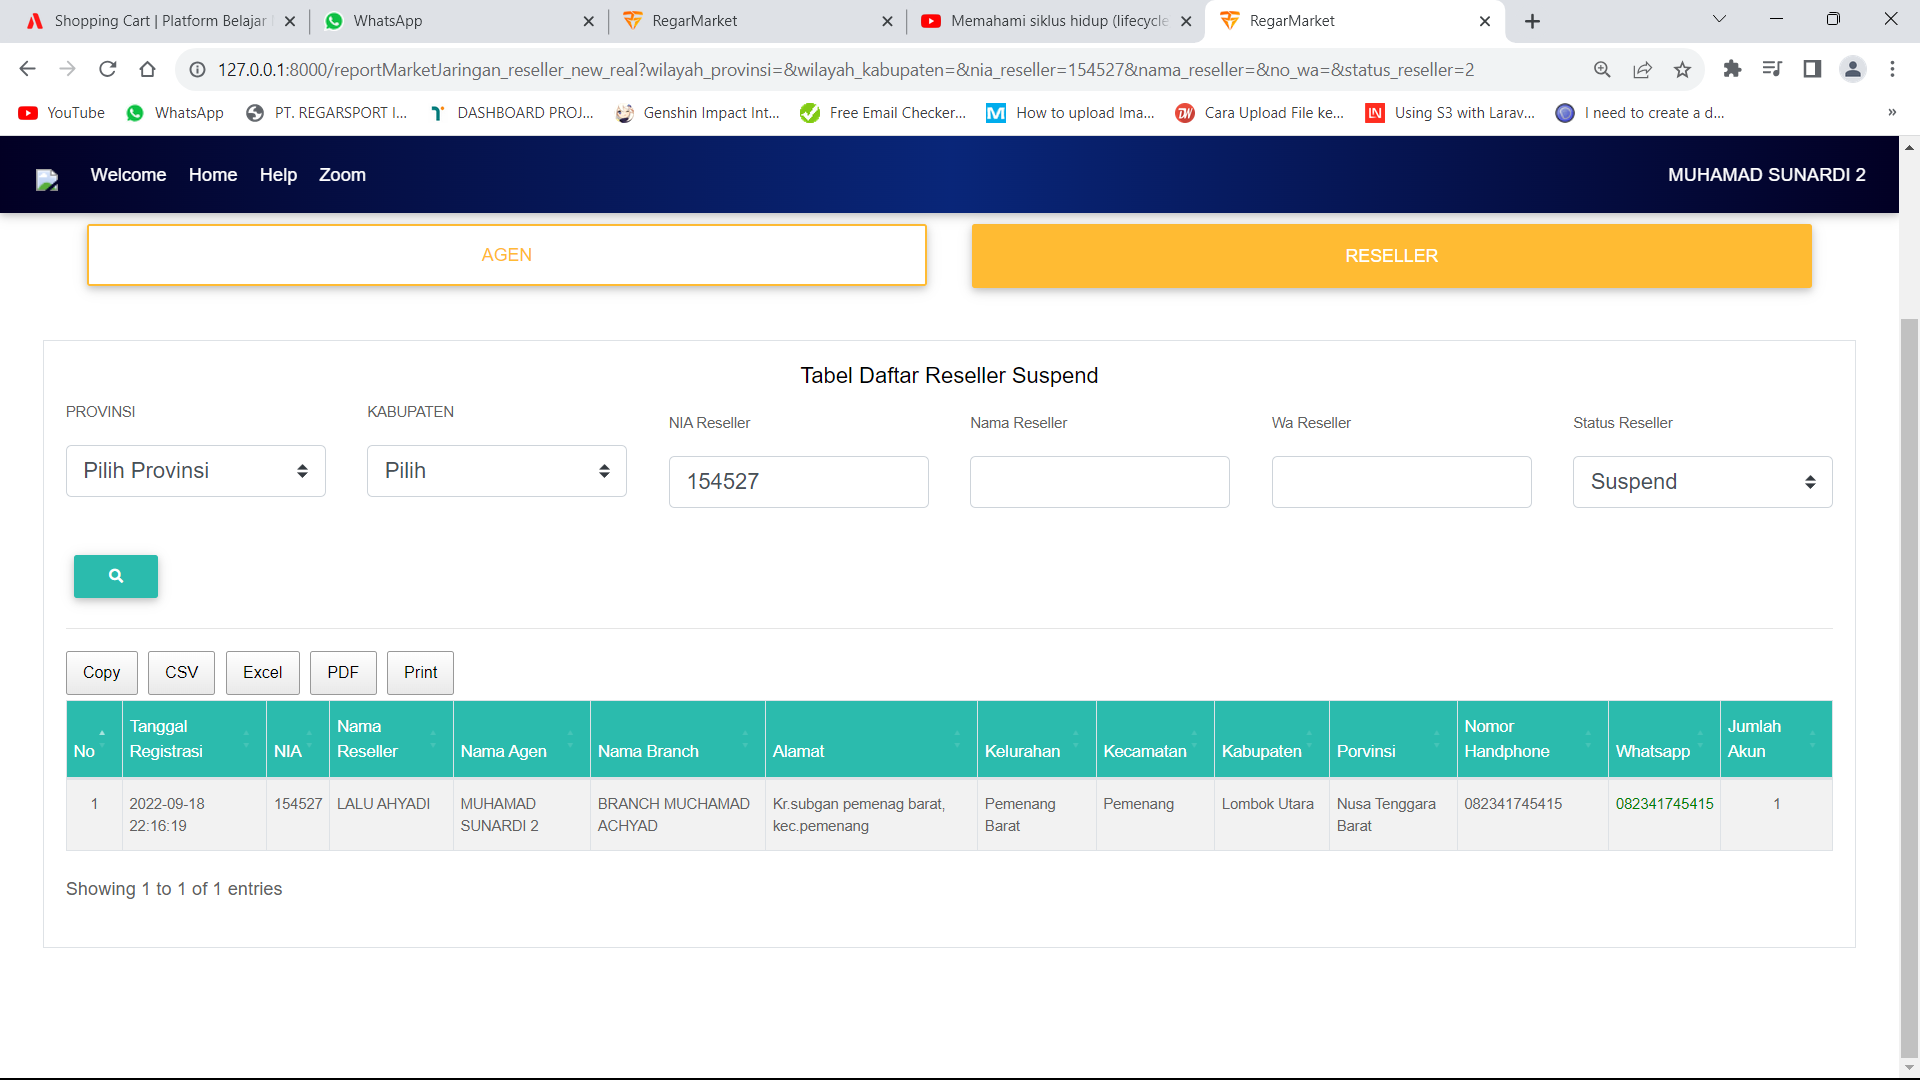 Shopping Cart | Platform Belajar
WhatsApp
RegarMarket
Memahami siklus hidup (lifecycle
RegarMarket
127.0.0.1:8000/reportMarketJaringan_reseller_new_real?wilayah_provinsi=&wilayah_kabupaten=&nia_reseller=154527&nama_reseller=&no_wa=&status_reseller=2
YouTube
WhatsApp
PT. REGARSPORT I...
DASHBOARD PROJ...
Genshin Impact Int...
Free Email Checker...
How to upload Ima...
Cara Upload File ke...
Using S3 with Larav...
I need to create a d...
Welcome Home Help Zoom
MUHAMAD SUNARDI 2
AGEN
RESELLER
Tabel Daftar Reseller Suspend
PROVINSI
Pilih Provinsi
KABUPATEN
Pilih
NIA Reseller
154527
Nama Reseller
Wa Reseller
Status Reseller
Suspend
Copy CSV Excel PDF Print
No
Tanggal
Registrasi
NIA
Nama
Reseller
Nama Agen
Nama Branch
Alamat
Kelurahan
Kecamatan
Kabupaten
Porvinsi
Nomor
Handphone
Whatsapp
Jumlah
Akun
1
2022-09-18
22:16:19
154527
LALU AHYADI
MUHAMAD
SUNARDI 2
BRANCH MUCHAMAD
ACHYAD
Kr.subgan pemenag barat,
kec.pemenang
Pemenang
Barat
Pemenang
Lombok Utara
Nusa Tenggara
Barat
082341745415
082341745415
1
Showing 1 to 1 of 1 entries